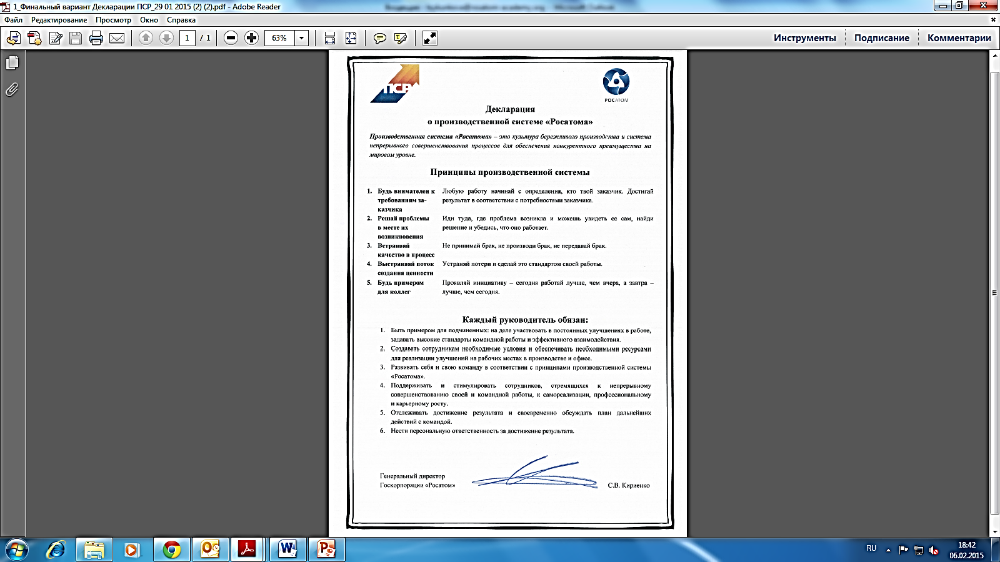 1_Финальный вариант Декларации ПСР_29 01 2015 (2) (2).pdf - Adobe Reader
Файл Редактирование Просмотр Окно Справка
1 / 1 63% Инструменты Подписание Комментарии
ПСР
РОСАТОМ
Декларация
о производственной системе «Росатома»
Производственная система «Росатома» – это культура бережливого производства и система
непрерывного совершенствования процессов для обеспечения конкурентного преимущества на
мировом уровне.
Принципы производственной системы
1. Будь внимателен к Любую работу начинай с определения, кто твой заказчик. Достигай
требованиям за- результат в соответствии с потребностями заказчика.
казчика
2. Решай проблемы Иди туда, где проблема возникла и можешь увидеть ее сам, найди
в месте их решение и убедись, что оно работает.
возникновения
3. Встраивай Не принимай брак, не производи брак, не передавай брак.
качество в процесс
4. Выстраивай поток Устраняй потери и сделай это стандартом своей работы.
создания ценности
5. Будь примером Проявляй инициативу – сегодня работай лучше, чем вчера, а завтра –
для коллег лучше, чем сегодня.
Каждый руководитель обязан:
1. Быть примером для подчиненных: на деле участвовать в постоянных улучшениях в работе,
задавать высокие стандарты командной работы и эффективного взаимодействия.
2. Создавать сотрудникам необходимые условия и обеспечивать необходимыми ресурсами
для реализации улучшений на рабочих местах в производстве и офисе.
3. Развивать себя и свою команду в соответствии с принципами производственной системы
«Росатома».
4. Поддерживать и стимулировать сотрудников, стремящихся к непрерывному
совершенствованию своей и командной работы, к самореализации, профессиональному
и карьерному росту.
5. Отслеживать достижение результата и своевременно обсуждать план дальнейших
действий с командой.
6. Нести персональную ответственность за достижение результата.
Генеральный директор
Госкорпорации «Росатом» С.В. Кириенко
RU 18:42
06.02.2015